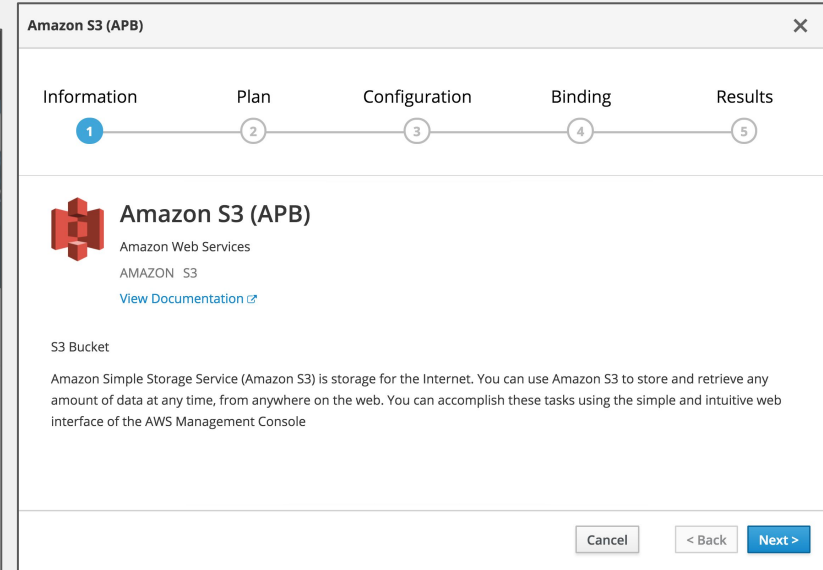 Amazon S3 (APB)
Information Plan Configuration Binding Results
1 2 3 4 5
Amazon S3 (APB)
Amazon Web Services
AMAZON S3
View Documentation
S3 Bucket
Amazon Simple Storage Service (Amazon S3) is storage for the Internet. You can use Amazon S3 to store and retrieve any
amount of data at any time, from anywhere on the web. You can accomplish these tasks using the simple and intuitive web
interface of the AWS Management Console
Cancel < Back Next >